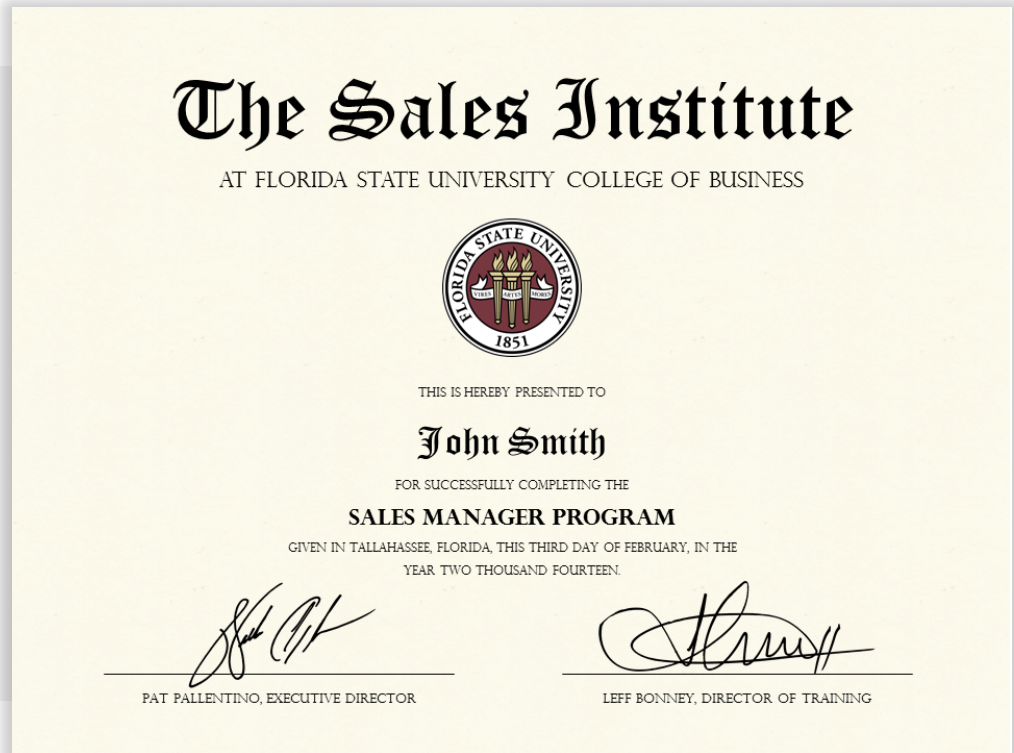 The Sales Institute
AT FLORIDA STATE UNIVERSITY COLLEGE OF BUSINESS
FLORIDA STATE UNIVERSITY
VIRES ARTES MORES
1851
THIS IS HEREBY PRESENTED TO
John Smith
FOR SUCCESSFULLY COMPLETING THE
SALES MANAGER PROGRAM
GIVEN IN TALLAHASSEE, FLORIDA, THIS THIRD DAY OF FEBRUARY, IN THE
YEAR TWO THOUSAND FOURTEEN.
PAT PALLENTINO, EXECUTIVE DIRECTOR
LEFF BONNEY, DIRECTOR OF TRAINING